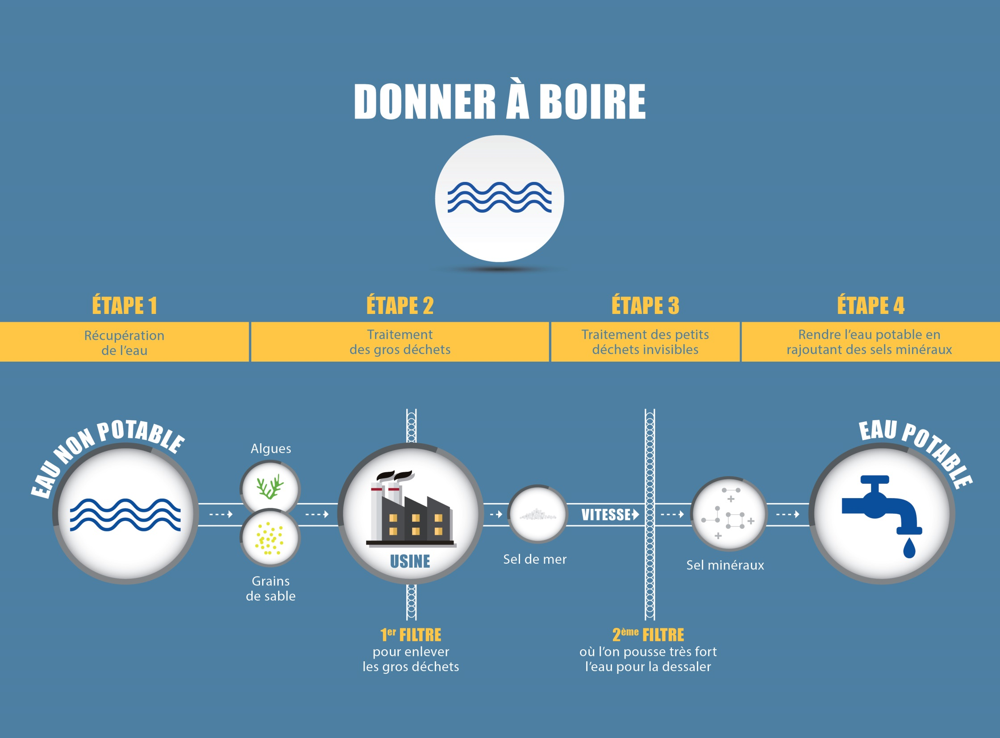 DONNER À BOIRE
ÉTAPE 1
Récupération
de l'eau
ÉTAPE 2
Traitement
des gros déchets
ÉTAPE 3
Traitement des petits
déchets invisibles
ÉTAPE 4
Rendre l'eau potable en
rajoutant des sels minéraux
EAU NON POTABLE
Algues
Grains
de sable
USINE
1er FILTRE
pour enlever
les gros déchets
Sel de mer
VITESSE
2ème FILTRE
où l'on pousse très fort
l'eau pour la dessaler
Sel minéraux
EAU POTABLE